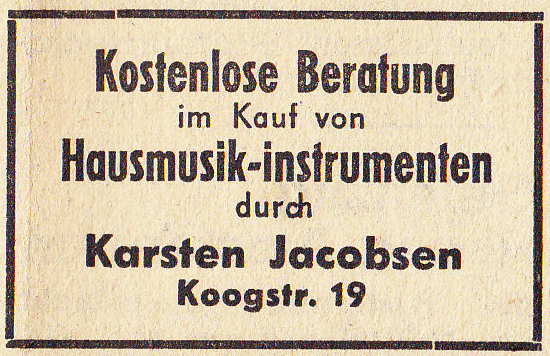 Kostenlose Beratung
im Kauf von
Hausmusik-instrumenten
durch
Karsten Jacobsen
Koogstr. 19